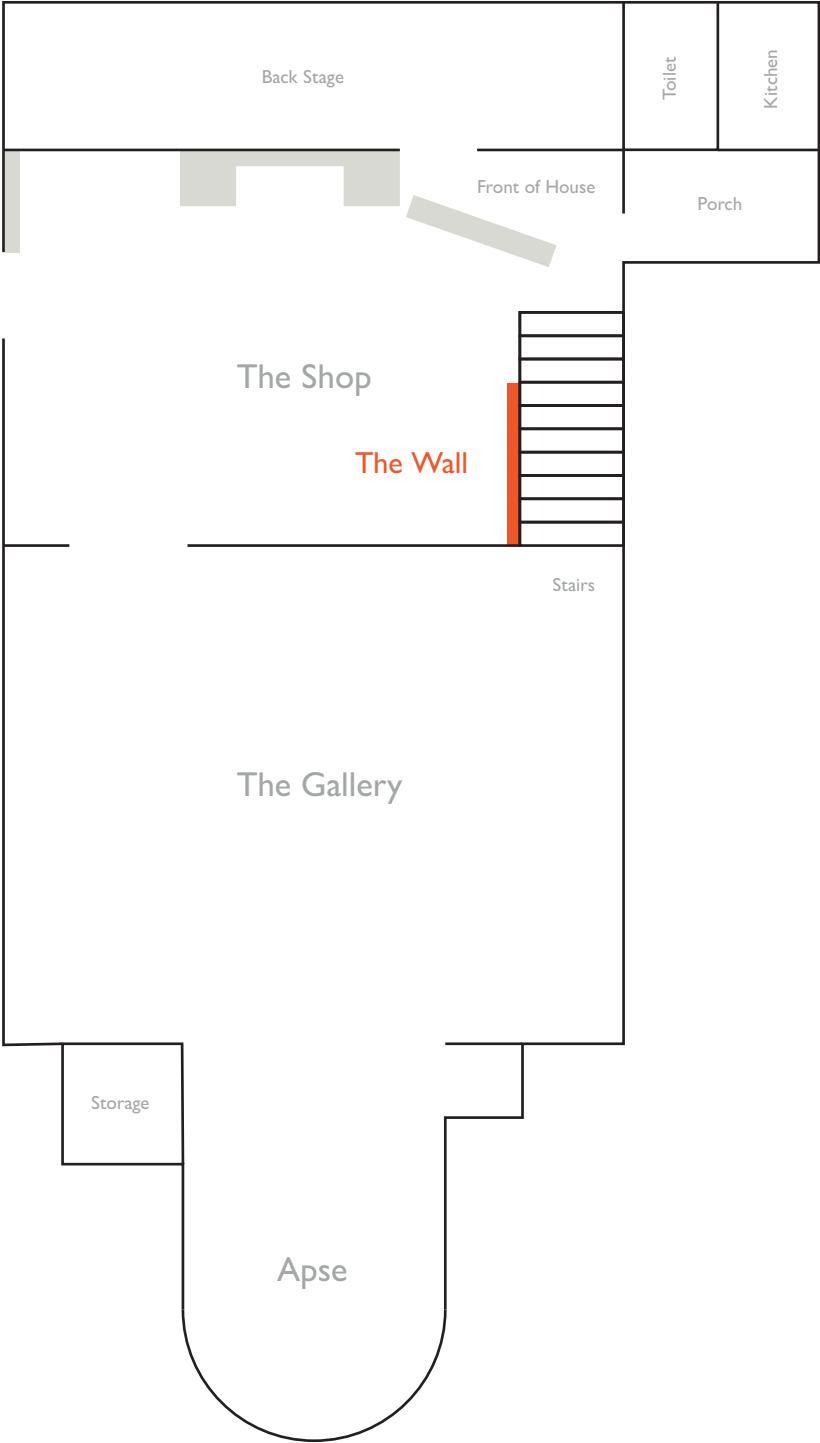 Back Stage
Toilet
Kitchen
Front of House
Porch
The Shop
The Wall
Stairs
The Gallery
Storage
Apse